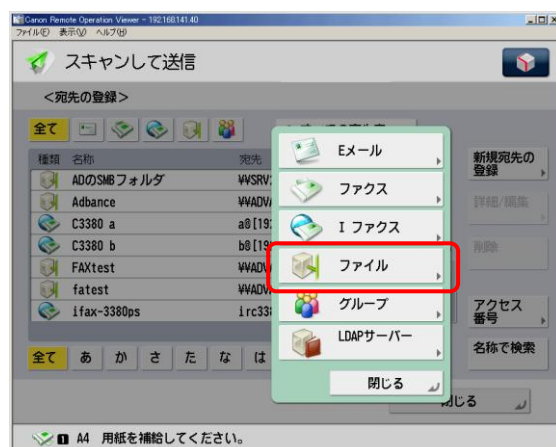 Canon Remote Operation Viewer - 192.168.141.40
ファイル(F) 表示(V) ヘルプ(H)
スキャンして送信
<宛先の登録>
全て
種類 名称 宛先
ADのSMBフォルダ ¥¥SRV
Adbance ¥¥ADVA
C3380 a a@[19
C3380 b b@[19
FAXtest ¥¥ADV
fatest ¥¥ADVA
ifax-3380ps irc33
全て あ か さ た な は
Eメール
ファクス
I ファクス
ファイル
グループ
LDAPサーバー
閉じる
新規宛先の
登録
詳細/編集
削除
アクセス
番号
名称で検索
閉じる
A4 用紙を補給してください。